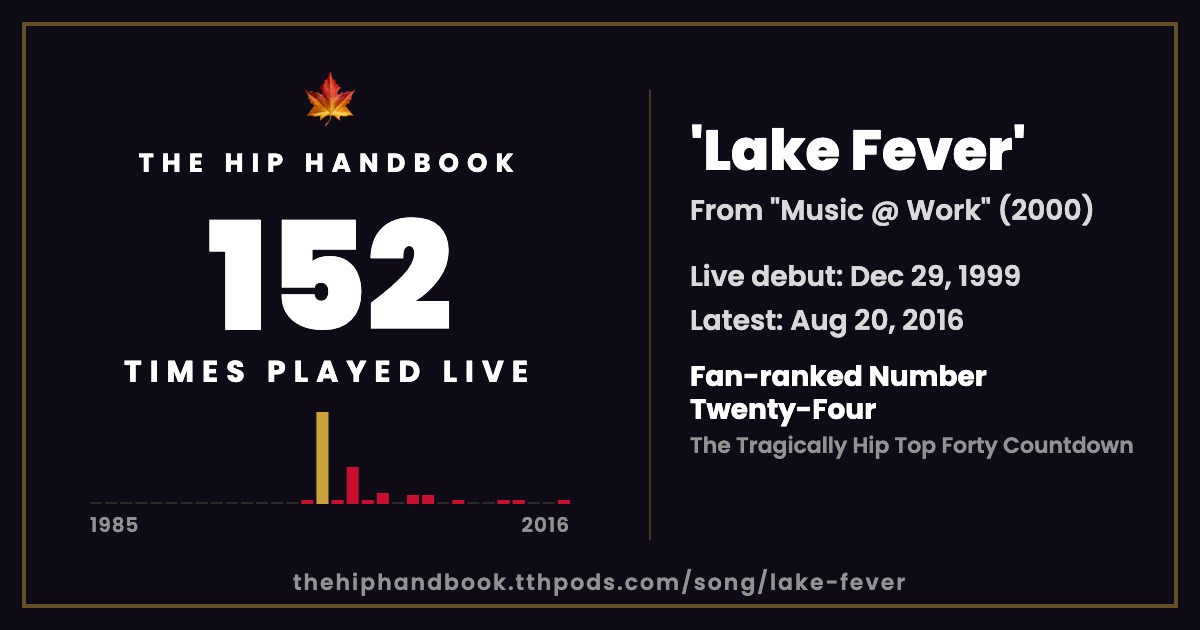 THE HIP HANDBOOK
152
TIMES PLAYED LIVE
1985
2016
'Lake Fever'
From "Music @ Work" (2000)
Live debut: Dec 29, 1999
Latest: Aug 20, 2016
Fan-ranked Number
Twenty-Four
The Tragically Hip Top Forty Countdown
thehiphandbook.tthpods.com/song/lake-fever